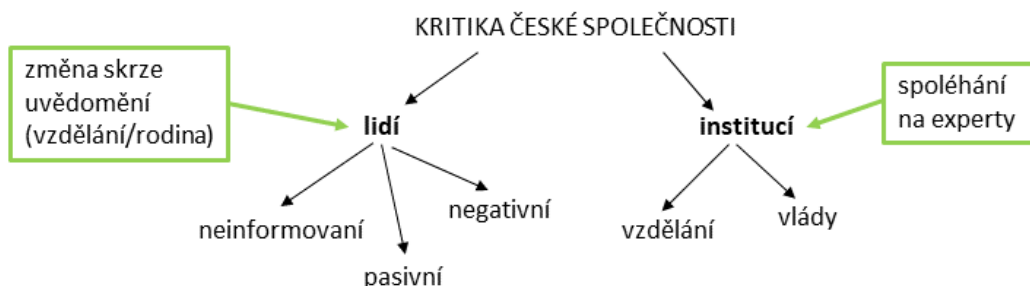 KRITIKA ČESKÉ SPOLEČNOSTI
změna skrze
uvědomění
(vzdělání/rodina)
lidí
institucí
spoléhání
na experty
neinformovaní
pasivní
negativní
vzdělání
vlády